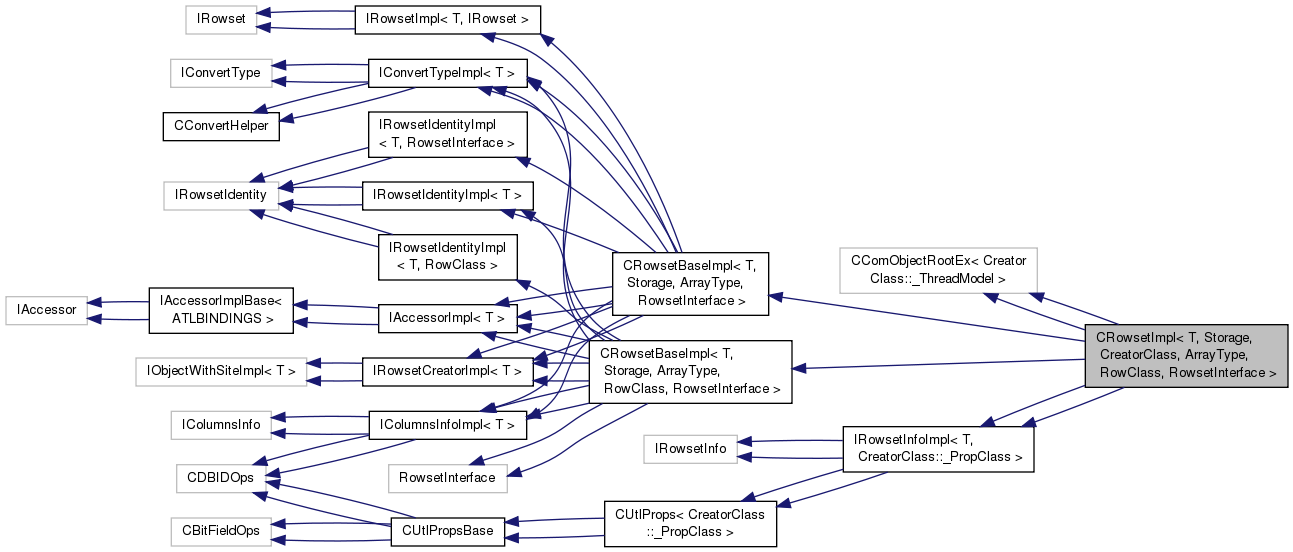 IRowset
IRowsetImpl< T, IRowset >
IConvertType
IConvertTypeImpl< T >
CConvertHelper
IRowsetIdentityImpl
< T, RowsetInterface >
IRowsetIdentity
IRowsetIdentityImpl< T >
IRowsetIdentityImpl
< T, RowClass >
IAccessor
IAccessorImplBase<
ATLBINDINGS >
IAccessorImpl< T >
IObjectWithSiteImpl< T >
IRowsetCreatorImpl< T >
IColumnsInfo
IColumnsInfoImpl< T >
CDBIDOps
RowsetInterface
CBitFieldOps
CUtlPropsBase
CRowsetBaseImpl< T,
Storage, ArrayType,
RowsetInterface >
CRowsetBaseImpl< T,
Storage, ArrayType,
RowClass, RowsetInterface >
IRowsetInfo
CUtlProps< CreatorClass
::_PropClass >
CComObjectRootEx< Creator
Class::_ThreadModel >
IRowsetInfoImpl< T,
CreatorClass::_PropClass >
CRowsetImpl< T, Storage,
CreatorClass, ArrayType,
RowClass, RowsetInterface >